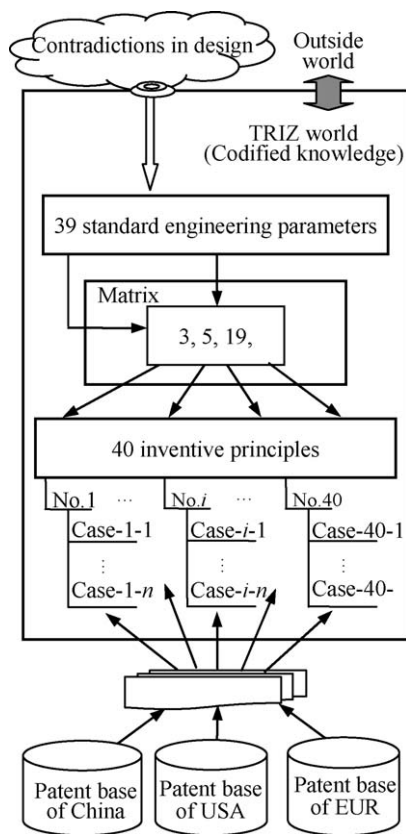 Contradictions in design
Outside
world
TRIZ world
(Codified knowledge)
39 standard engineering parameters
Matrix
3, 5, 19,
40 inventive principles
No.1 ... No.i ... No.40
Case-1-1 Case-i-1 Case-40-1
⋮ ⋮ ⋮
Case-1-n Case-i-n Case-40-
Patent base
of China
Patent base
of USA
Patent base
of EUR